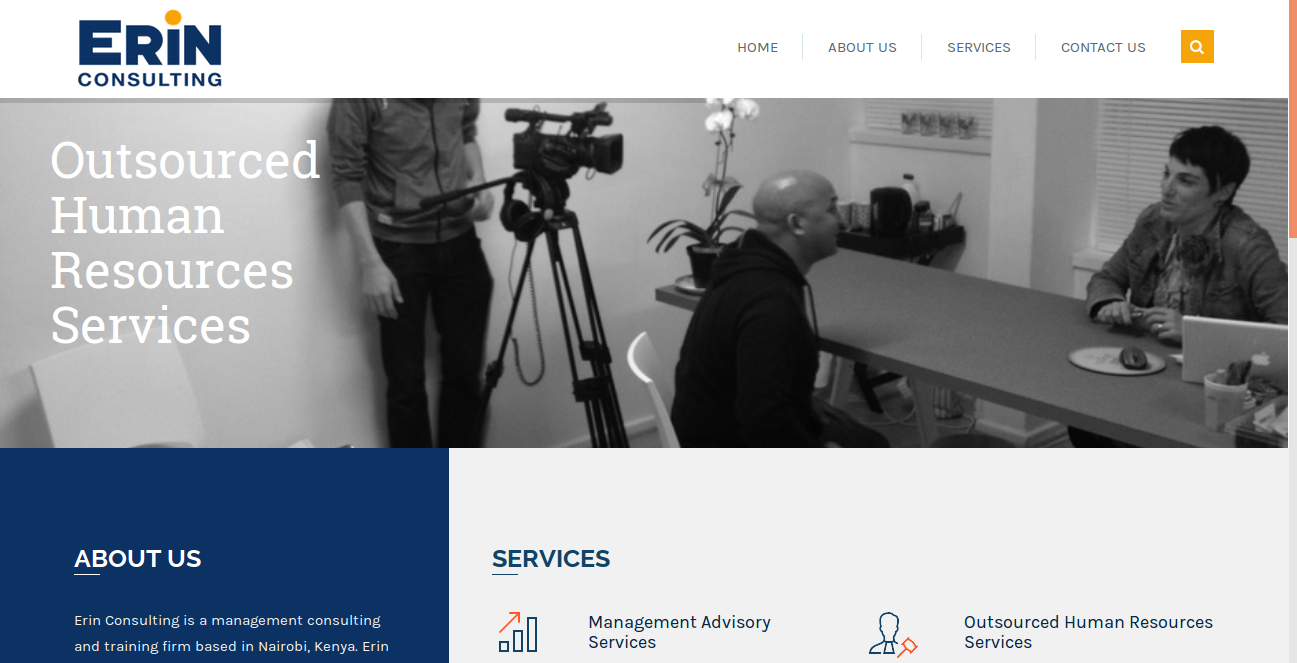 ERIN
CONSULTING
HOME
ABOUT US
SERVICES
CONTACT US
Outsourced
Human
Resources
Services
ABOUT US
Erin Consulting is a management consulting
and training firm based in Nairobi, Kenya. Erin
SERVICES
Management Advisory
Services
Outsourced Human Resources
Services